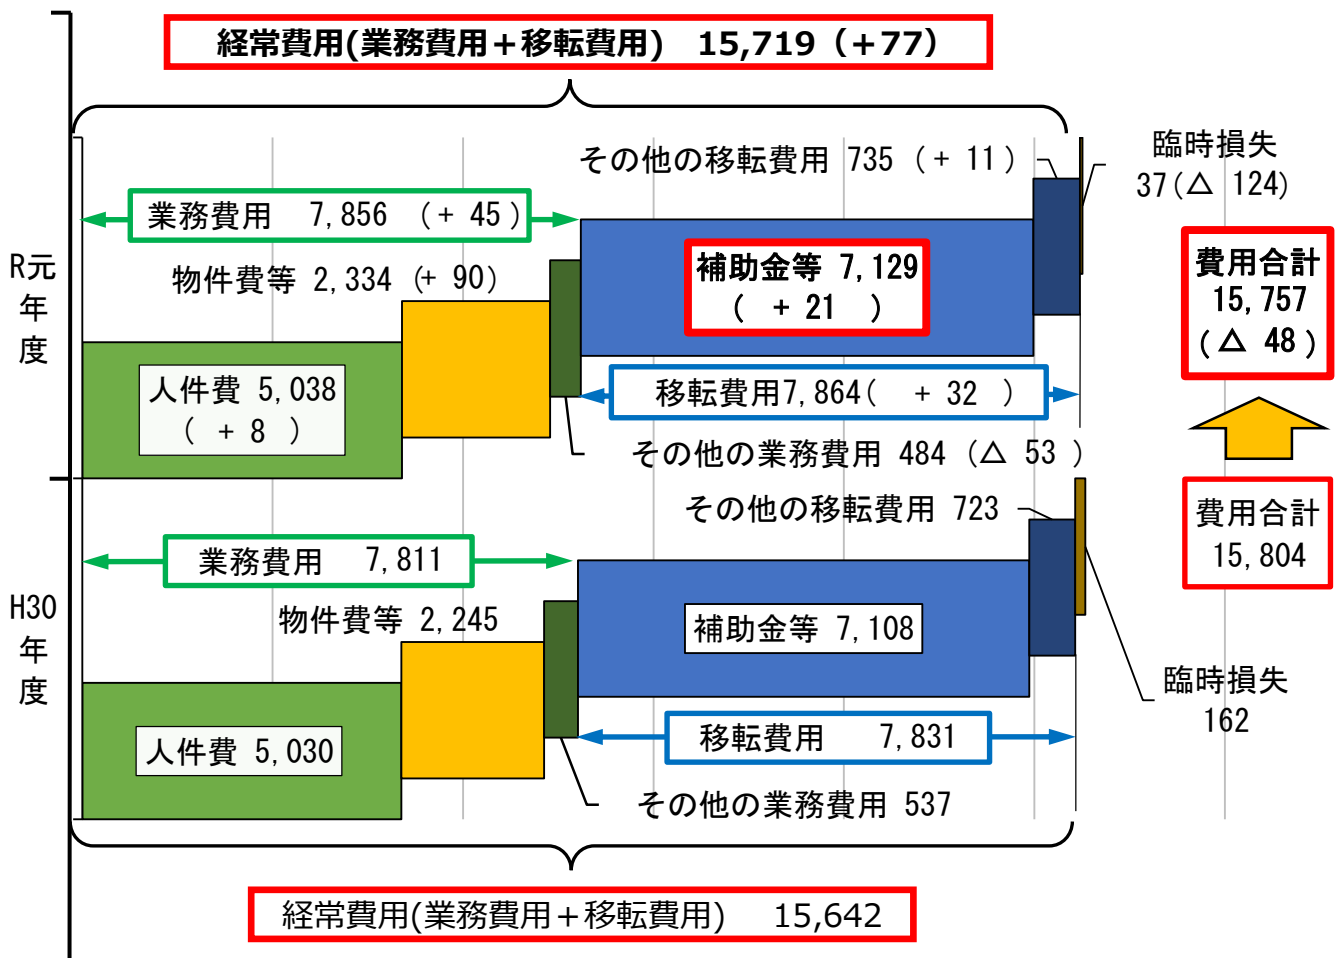 経常費用(業務費用＋移転費用)　15,719（+77）
その他の移転費用 735（+ 11）
臨時損失
37(△ 124)
業務費用　7,856 （+ 45）
R元
年
度
物件費等 2,334（+ 90）
補助金等 7,129
( + 21 )
費用合計
15,757
(△ 48)
人件費 5,038
( + 8 )
移転費用7,864( + 32 )
その他の業務費用 484（△ 53）
その他の移転費用 723
費用合計
15,804
業務費用　7,811
H30
年
度
物件費等 2,245
補助金等 7,108
臨時損失
162
人件費 5,030
移転費用　7,831
その他の業務費用 537
経常費用(業務費用＋移転費用)　15,642